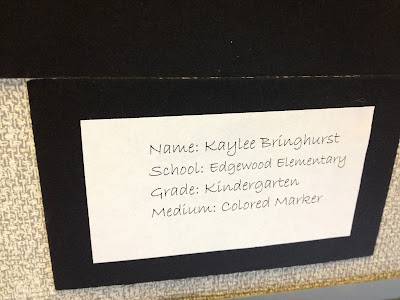 Name: Kaylee Bringhurst
School: Edgewood Elementary
Grade: Kindergarten
Medium: Colored Marker